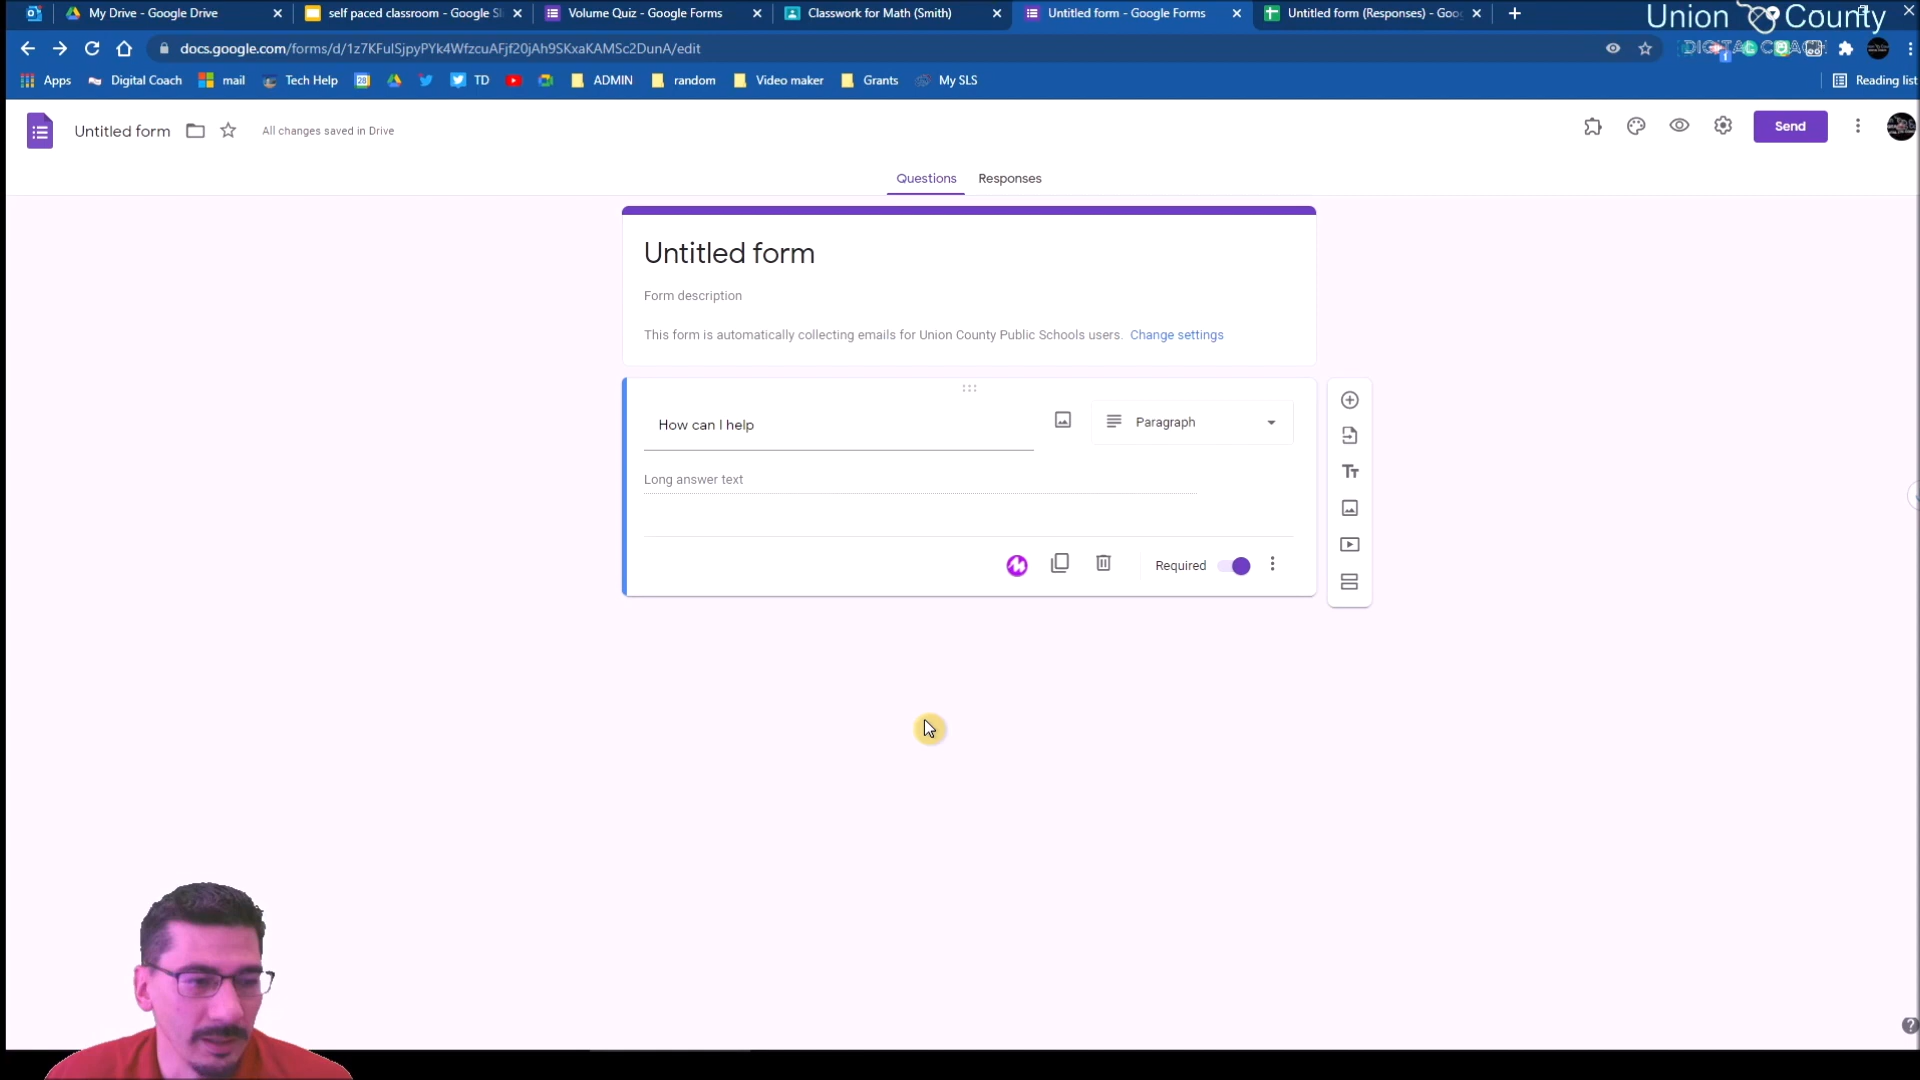 My Drive - Google Drive
self paced classroom - Google Sl
Volume Quiz - Google Forms
Classwork for Math (Smith)
Untitled form - Google Forms
Untitled form (Responses) - Goo
Union County
DIGITAL COACH
docs.google.com/forms/d/1z7KFulSjpyPYk4WfzcuAFjf20jAh9SKxaKAMSc2DunA/edit
Apps
Digital Coach
mail
Tech Help
TD
ADMIN
random
Video maker
Grants
My SLS
Reading list
Untitled form
All changes saved in Drive
Send
Questions
Responses
Untitled form
Form description
This form is automatically collecting emails for Union County Public Schools users. Change settings
How can I help
Paragraph
Long answer text
Required